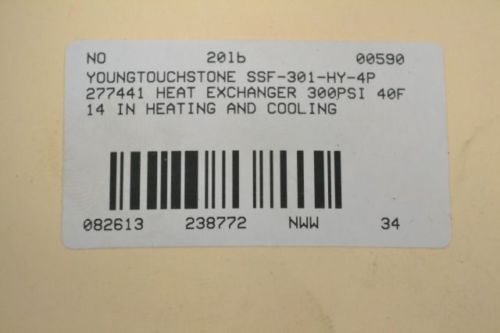 NO 201b 00590
YOUNGTOUCHSTONE SSF-301-HY-4P
277441 HEAT EXCHANGER 300PSI 40F
14 IN HEATING AND COOLING
082613 238772 NWW 34